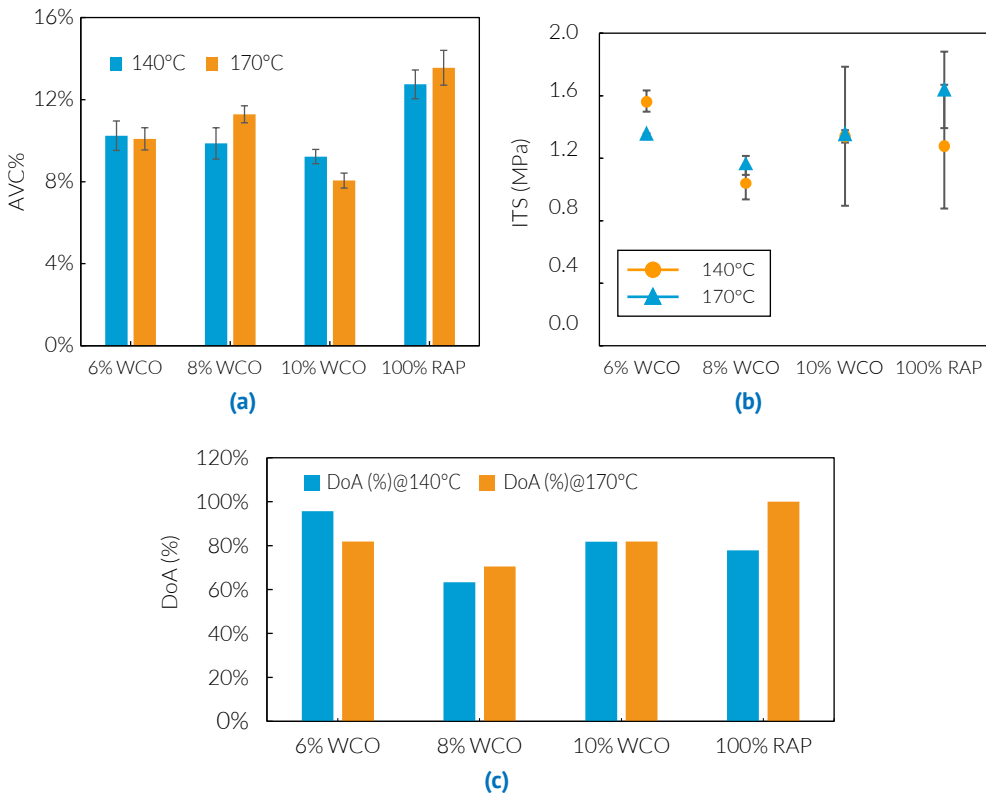 16%
12%
8%
4%
0%
AVC%
140°C 170°C
6% WCO 8% WCO 10% WCO 100% RAP
(a)
2.0
1.6
1.2
0.8
0.4
0.0
ITS (MPa)
140°C
170°C
6% WCO 8% WCO 10% WCO 100% RAP
(b)
120%
100%
80%
60%
40%
20%
0%
DoA (%)
DoA (%)@140°C DoA (%)@170°C
6% WCO 8% WCO 10% WCO 100% RAP
(c)